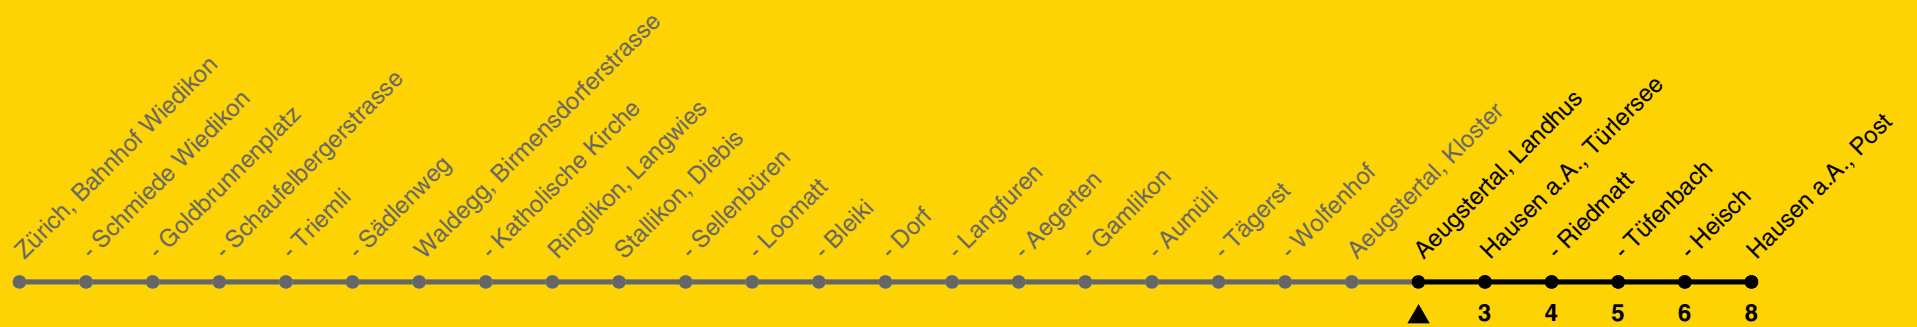 Zürich, Bahnhof Wiedikon
- Schmiede Wiedikon
- Goldbrunnenplatz
- Schaufelbergerstrasse
- Triemli
- Sädlenweg
Waldegg, Birmensdorferstrasse
- Katholische Kirche
Ringlikon, Langwies
Stallikon, Diebis
- Sellenbüren
- Loomatt
- Bleiki
- Dorf
- Langfuren
- Aegerten
- Gamlikon
- Aumüli
- Tägerst
- Wolfenhof
Aeugstertal, Kloster
Aeugstertal, Landhus
Hausen a.A., Türlersee
- Riedmatt
- Tüfenbach
- Heisch
Hausen a.A., Post
3 4 5 6 8